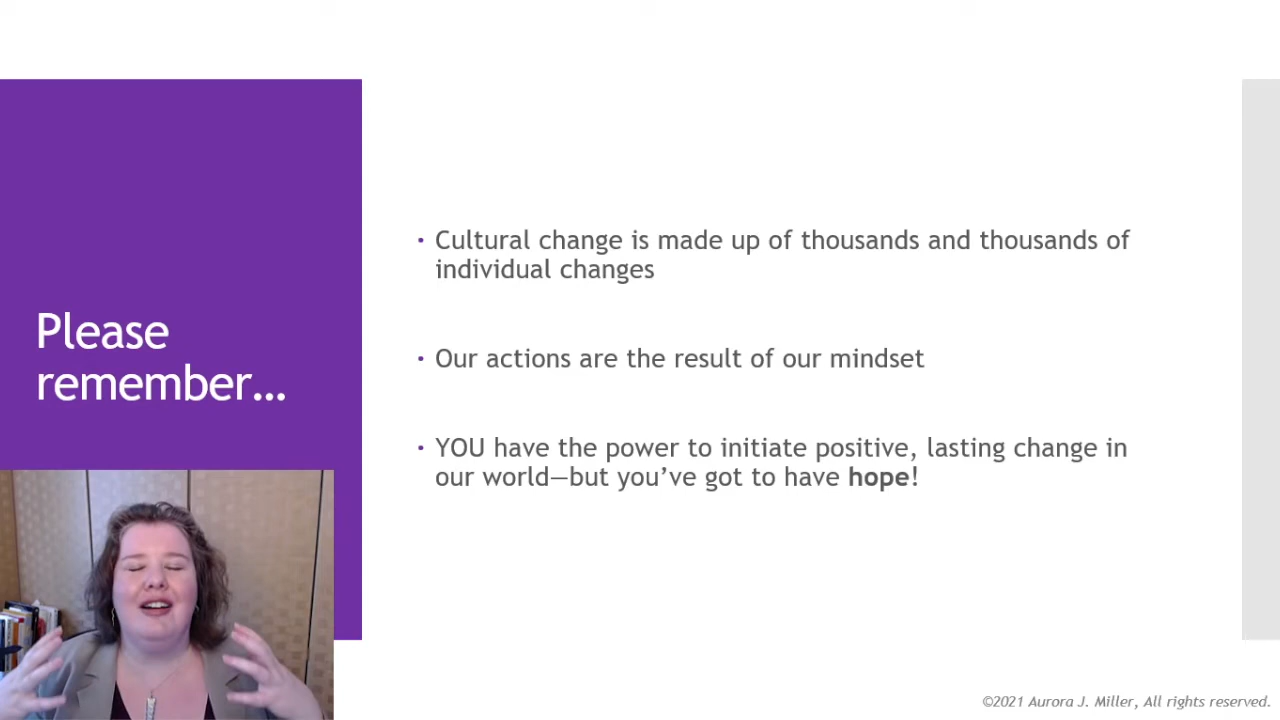 Please
remember…
• Cultural change is made up of thousands and thousands of
individual changes
• Our actions are the result of our mindset
• YOU have the power to initiate positive, lasting change in
our world—but you’ve got to have hope!
©2021 Aurora J. Miller, All rights reserved.